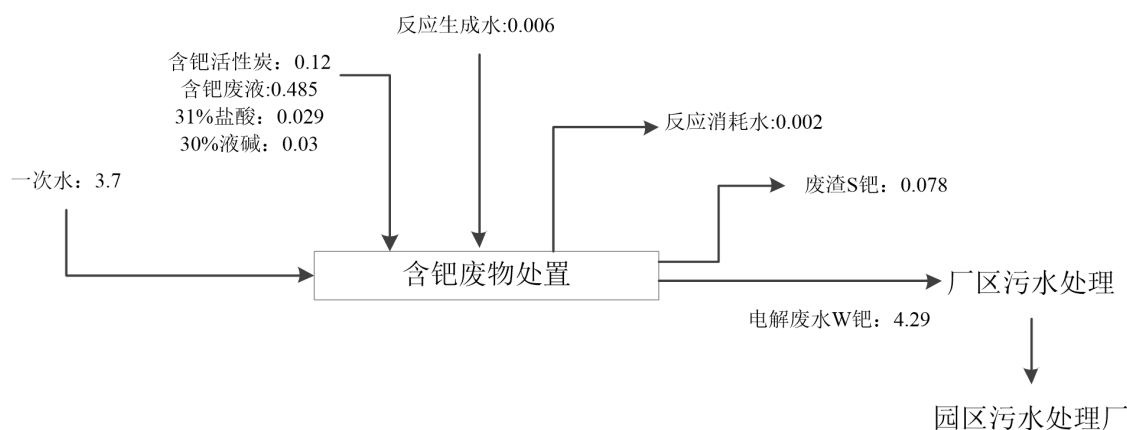 反应生成水:0.006
含钯活性炭：0.12
含钯废液:0.485
31%盐酸：0.029
30%液碱：0.03
反应消耗水:0.002
一次水：3.7
废渣S钯：0.078
含钯废物处置
厂区污水处理
电解废水W钯：4.29
园区污水处理厂